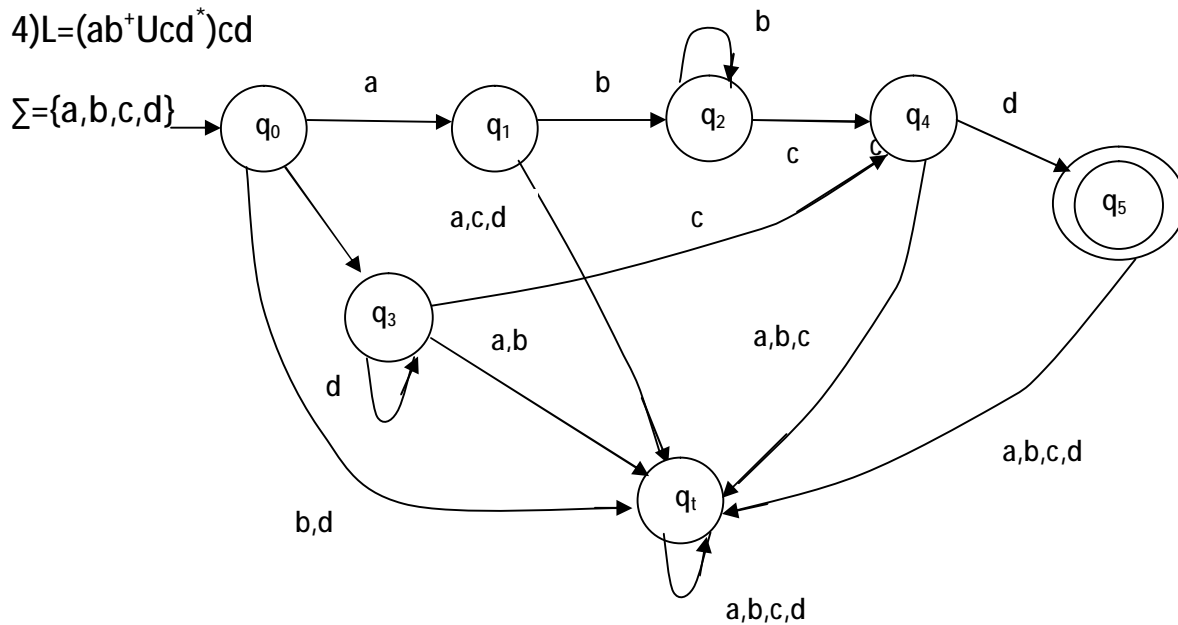 4)L=(ab⁺Ucd*)cd
∑={a,b,c,d}
a
b
b
d
q₀
q₁
q₂
q₄
c
c
a,c,d
c
q₅
q₃
a,b
a,b,c
d
a,b,c,d
qₜ
b,d
a,b,c,d